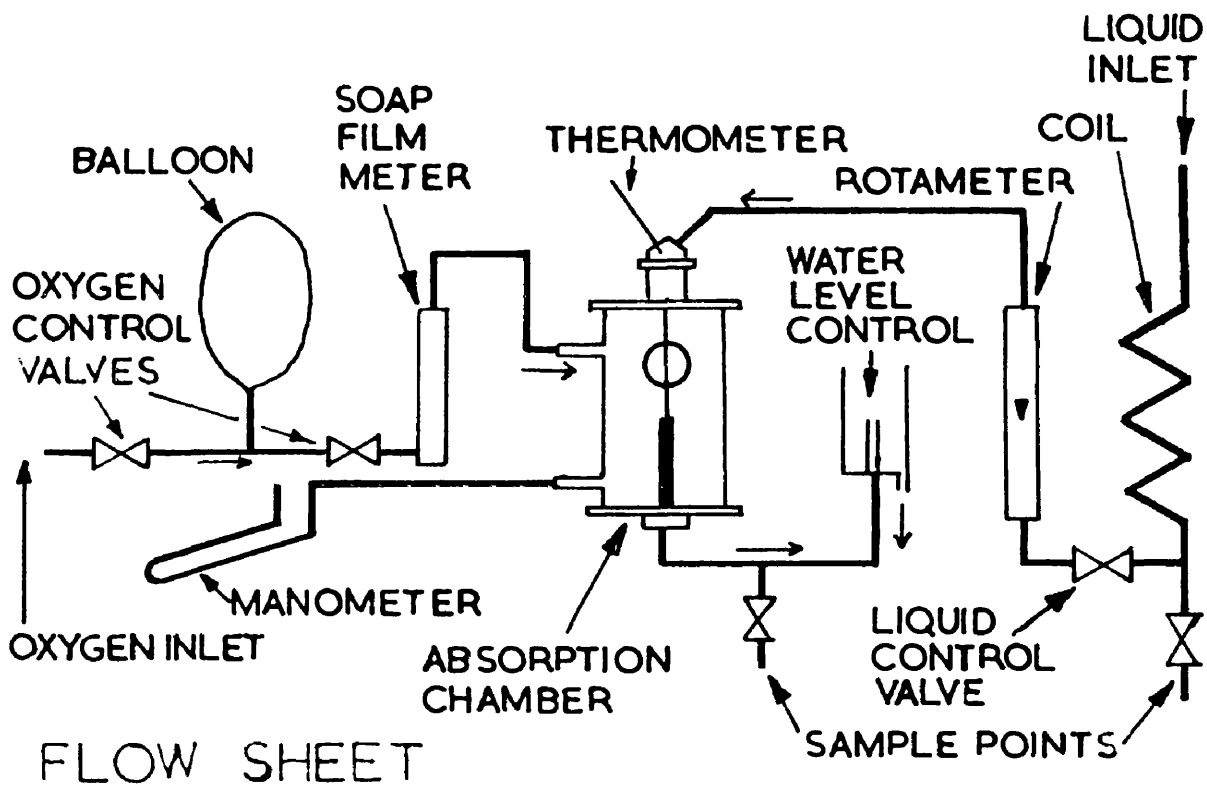 LIQUID
INLET
SOAP
FILM
METER
COIL
THERMOMETER
BALLOON
ROTAMETER
WATER
LEVEL
CONTROL
OXYGEN
CONTROL
VALVES
MANOMETER
OXYGEN INLET
ABSORPTION
CHAMBER
LIQUID
CONTROL
VALVE
SAMPLE POINTS
FLOW SHEET